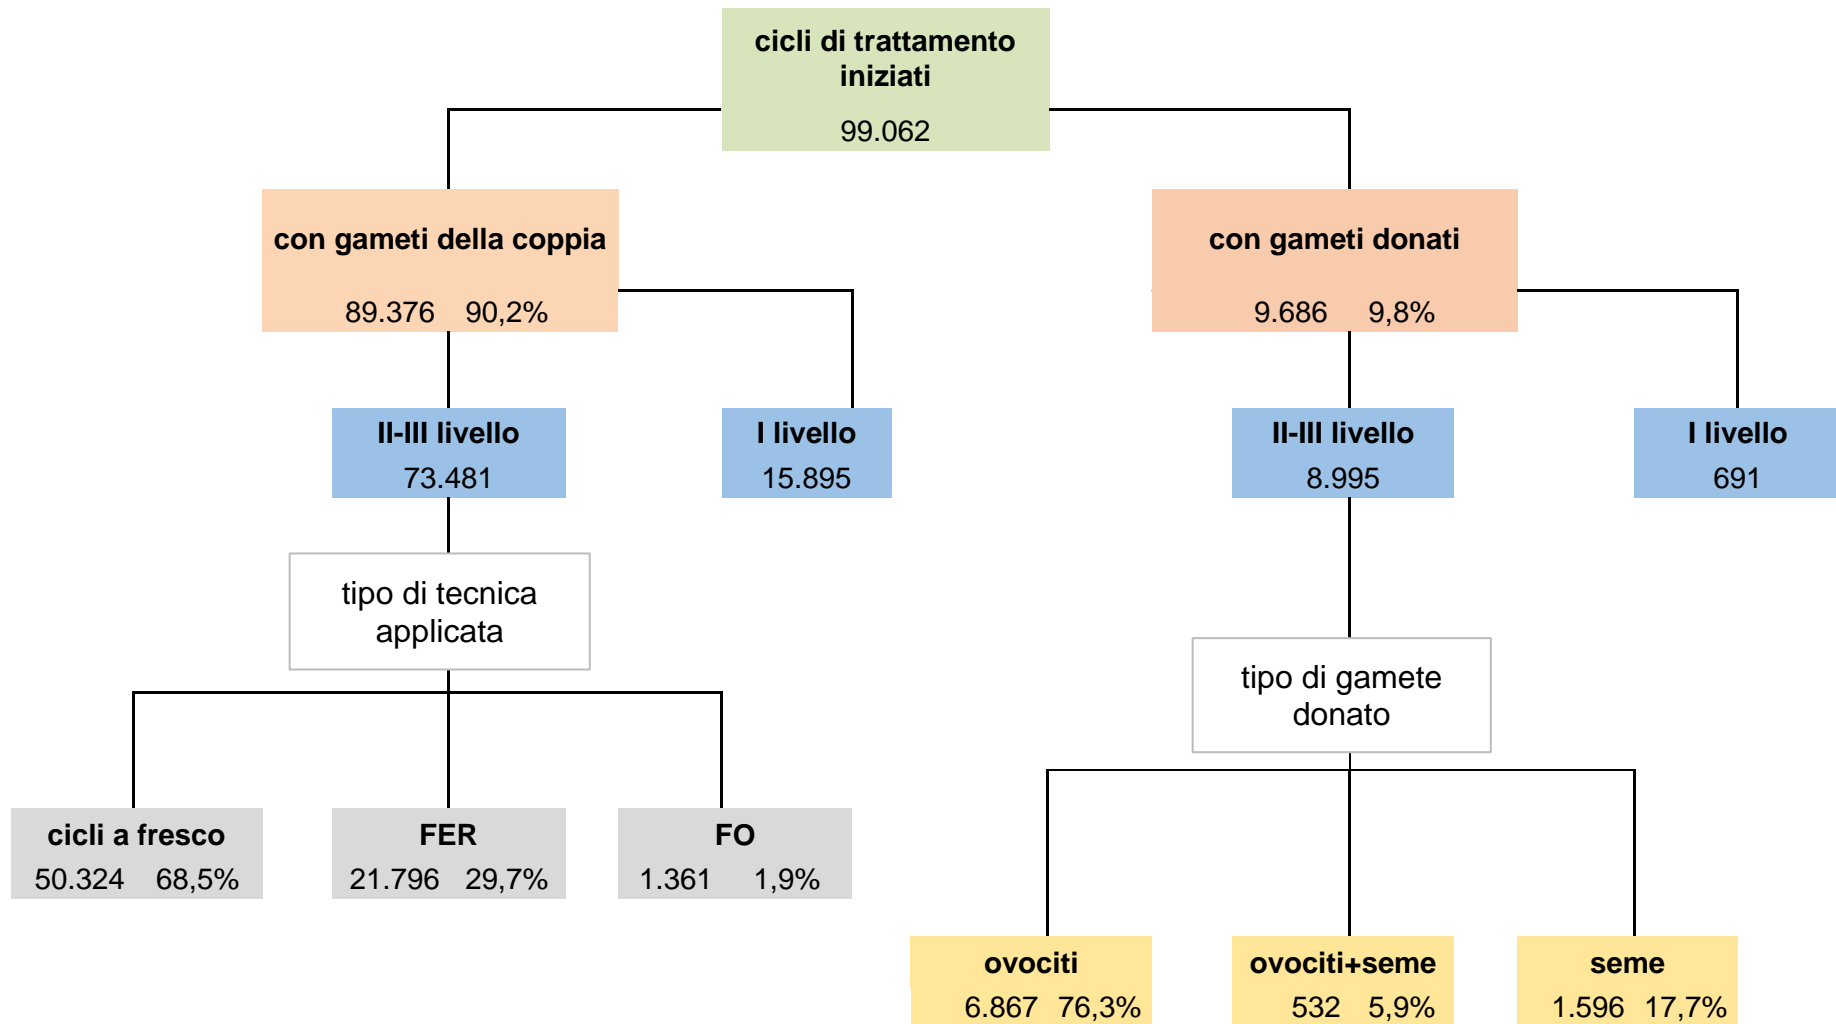 cicli di trattamento
iniziati
99.062
con gameti della coppia
89.376 90,2%
con gameti donati
9.686 9,8%
II-III livello
73.481
I livello
15.895
II-III livello
8.995
I livello
691
tipo di tecnica
applicata
tipo di gamete
donato
cicli a fresco
50.324 68,5%
FER
21.796 29,7%
FO
1.361 1,9%
ovociti
6.867 76,3%
ovociti+seme
532 5,9%
seme
1.596 17,7%